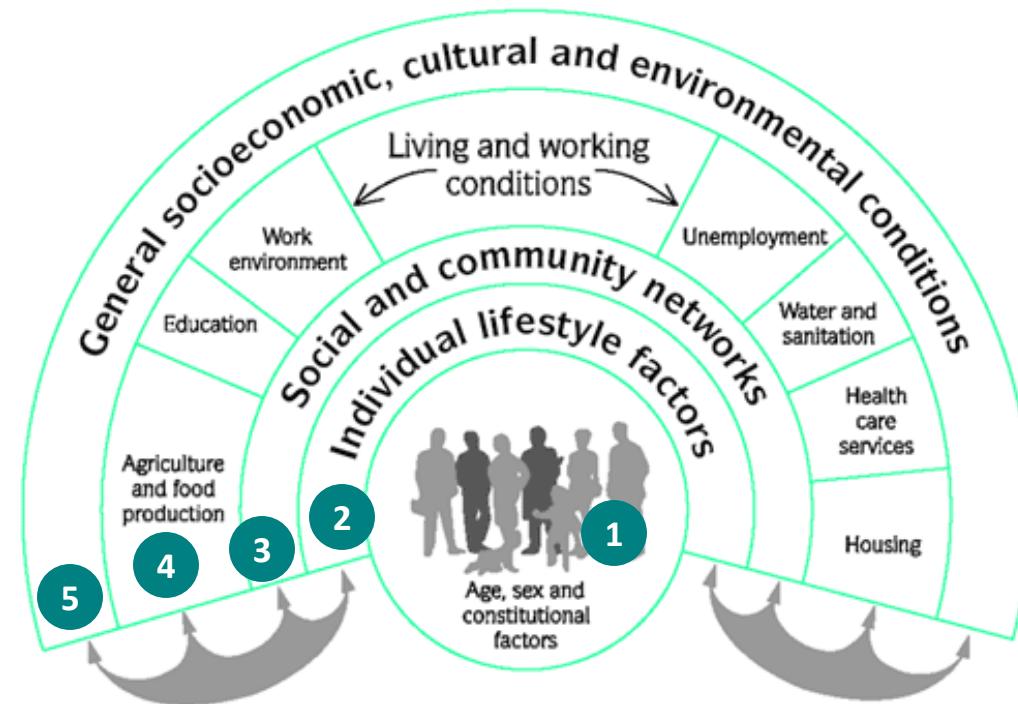 General socioeconomic, cultural and environmental conditions
Living and working
conditions
Work
environment
Unemployment
Social and community networks
Education
Water and
sanitation
Individual lifestyle factors
Health
care
services
Agriculture
and food
production
Housing
1
2
3
4
5
Age, sex and
constitutional
factors